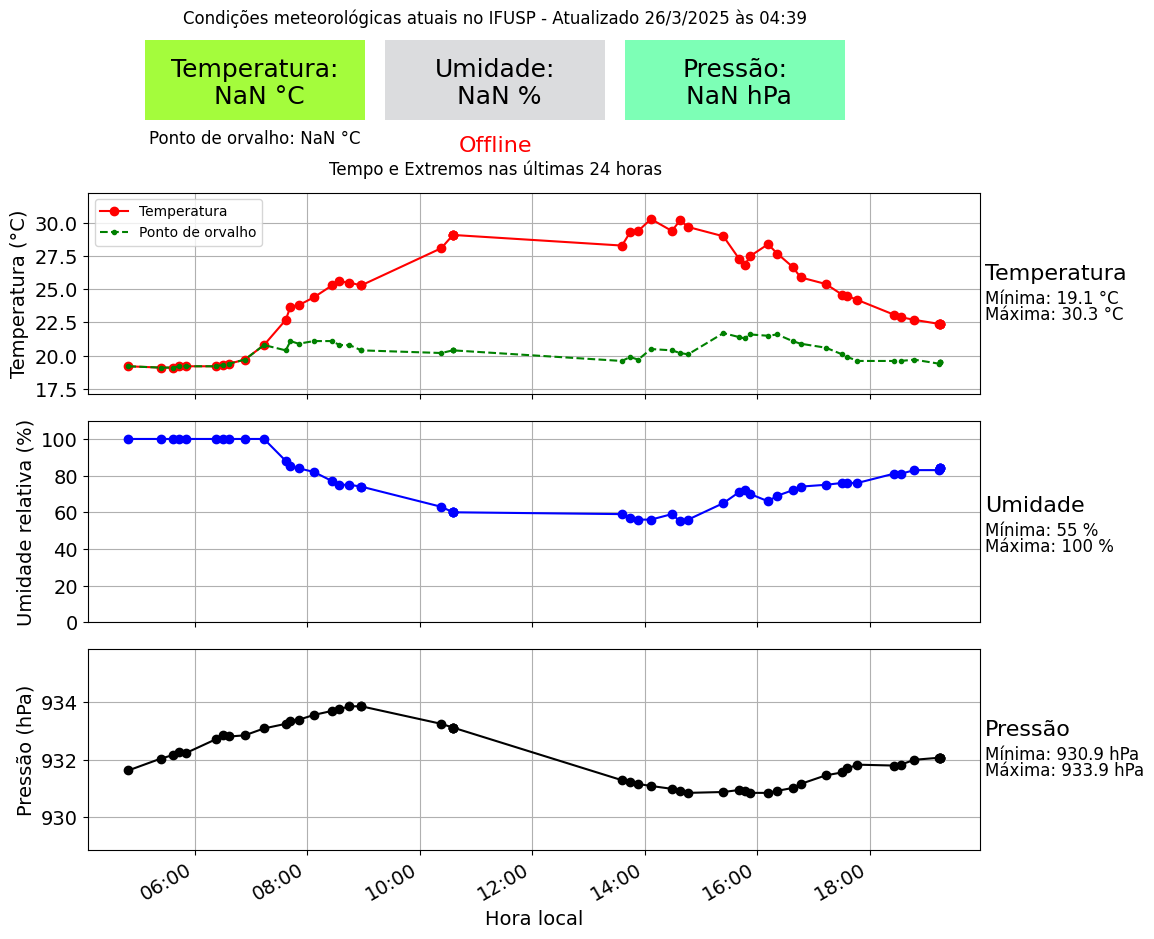 Condições meteorológicas atuais no IFUSP - Atualizado 26/3/2025 às 04:39
Temperatura:
NaN °C
Umidade:
NaN %
Pressão:
NaN hPa
Ponto de orvalho: NaN °C
Offline
Tempo e Extremos nas últimas 24 horas
Temperatura (°C)
30.0
27.5
25.0
22.5
20.0
17.5
Temperatura
Ponto de orvalho
Temperatura
Mínima: 19.1 °C
Máxima: 30.3 °C
Umidade relativa (%)
100
80
60
40
20
0
Umidade
Mínima: 55 %
Máxima: 100 %
Pressão (hPa)
934
932
930
Pressão
Mínima: 930.9 hPa
Máxima: 933.9 hPa
06:00
08:00
10:00
12:00
14:00
16:00
18:00
Hora local